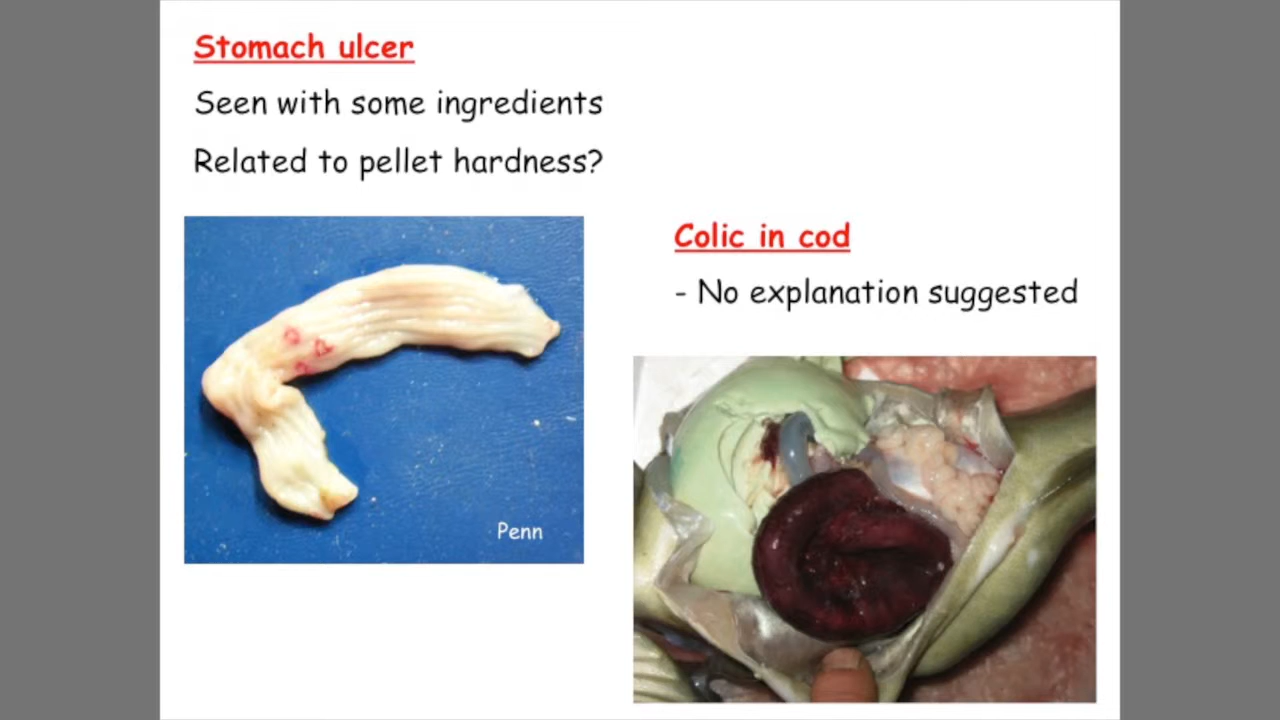 Stomach ulcer
Seen with some ingredients
Related to pellet hardness?
Colic in cod
- No explanation suggested
Penn